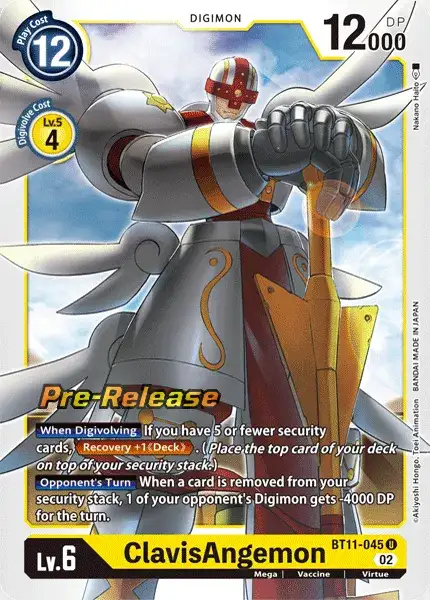 DIGIMON
Play Cost
12
DP
12000
Digivolve Cost
Lv.5
4
Nakano Haito
Pre-Release
When Digivolving If you have 5 or fewer security
cards, Recovery +1《Deck》. (Place the top card of your deck
on top of your security stack.)
Opponent's Turn When a card is removed from your
security stack, 1 of your opponent's Digimon gets -4000 DP
for the turn.
©Akiyoshi Hongo, Toei Animation BANDAI MADE IN JAPAN
Lv.6
ClavisAngemon
BT11-045 U
02
Mega | Vaccine | Virtue